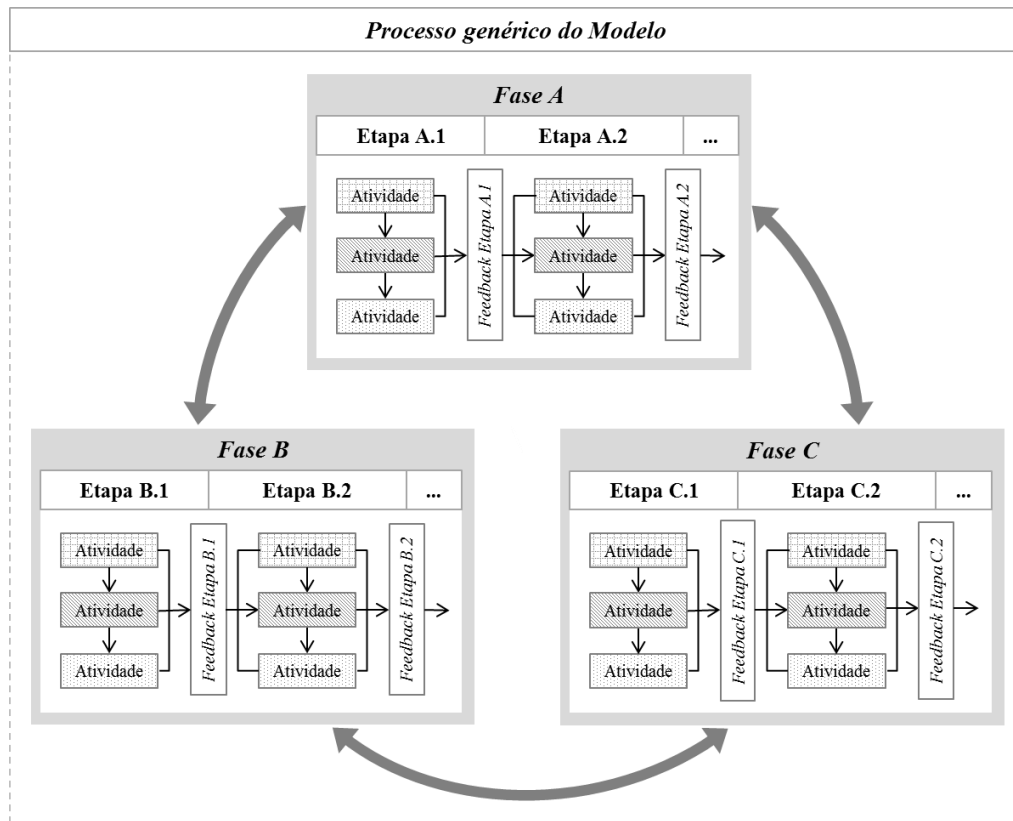 Processo genérico do Modelo
Fase A
Etapa A.1 Etapa A.2 ...
Atividade
Atividade
Atividade
Feedback Etapa A.1
Atividade
Atividade
Atividade
Feedback Etapa A.2
Fase B
Etapa B.1 Etapa B.2 ...
Atividade
Atividade
Atividade
Feedback Etapa B.1
Atividade
Atividade
Atividade
Feedback Etapa B.2
Fase C
Etapa C.1 Etapa C.2 ...
Atividade
Atividade
Atividade
Feedback Etapa C.1
Atividade
Atividade
Atividade
Feedback Etapa C.2